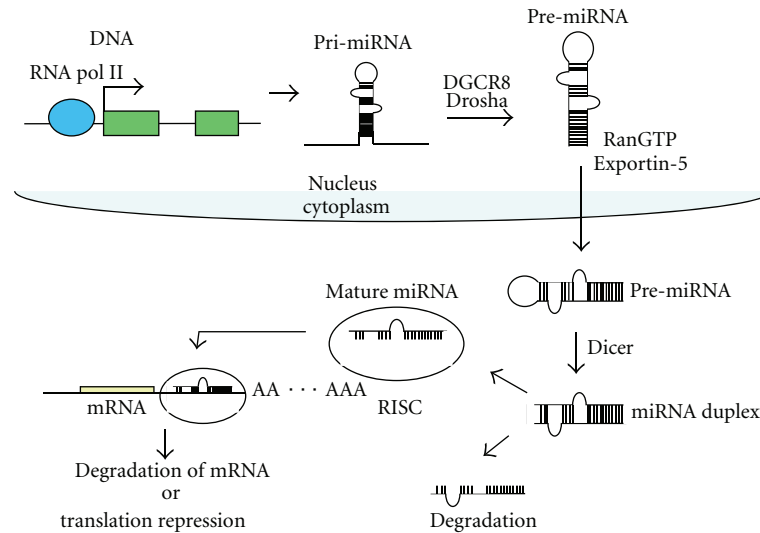 DNA
RNA pol II
Pri-miRNA
DGCR8
Drosha
Pre-miRNA
RanGTP
Exportin-5
Nucleus
cytoplasm
Pre-miRNA
Dicer
miRNA duplex
Mature miRNA
RISC
AA · · · AAA
mRNA
Degradation of mRNA
or
translation repression
Degradation